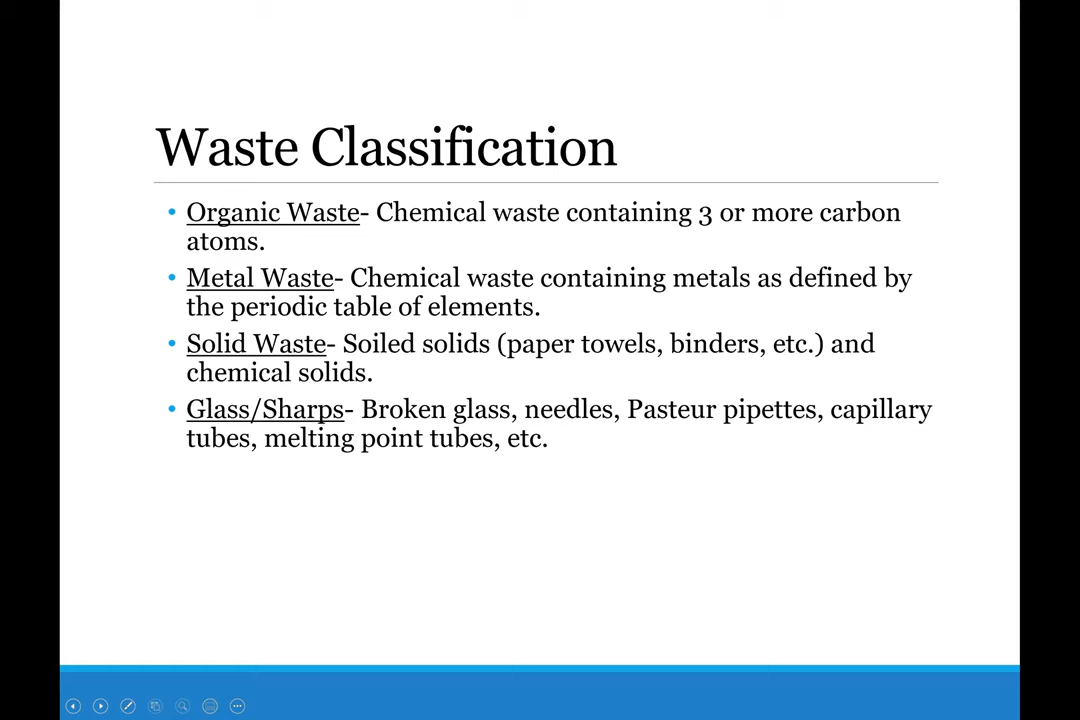 Waste Classification
• Organic Waste- Chemical waste containing 3 or more carbon
atoms.
• Metal Waste- Chemical waste containing metals as defined by
the periodic table of elements.
• Solid Waste- Soiled solids (paper towels, binders, etc.) and
chemical solids.
• Glass/Sharps- Broken glass, needles, Pasteur pipettes, capillary
tubes, melting point tubes, etc.